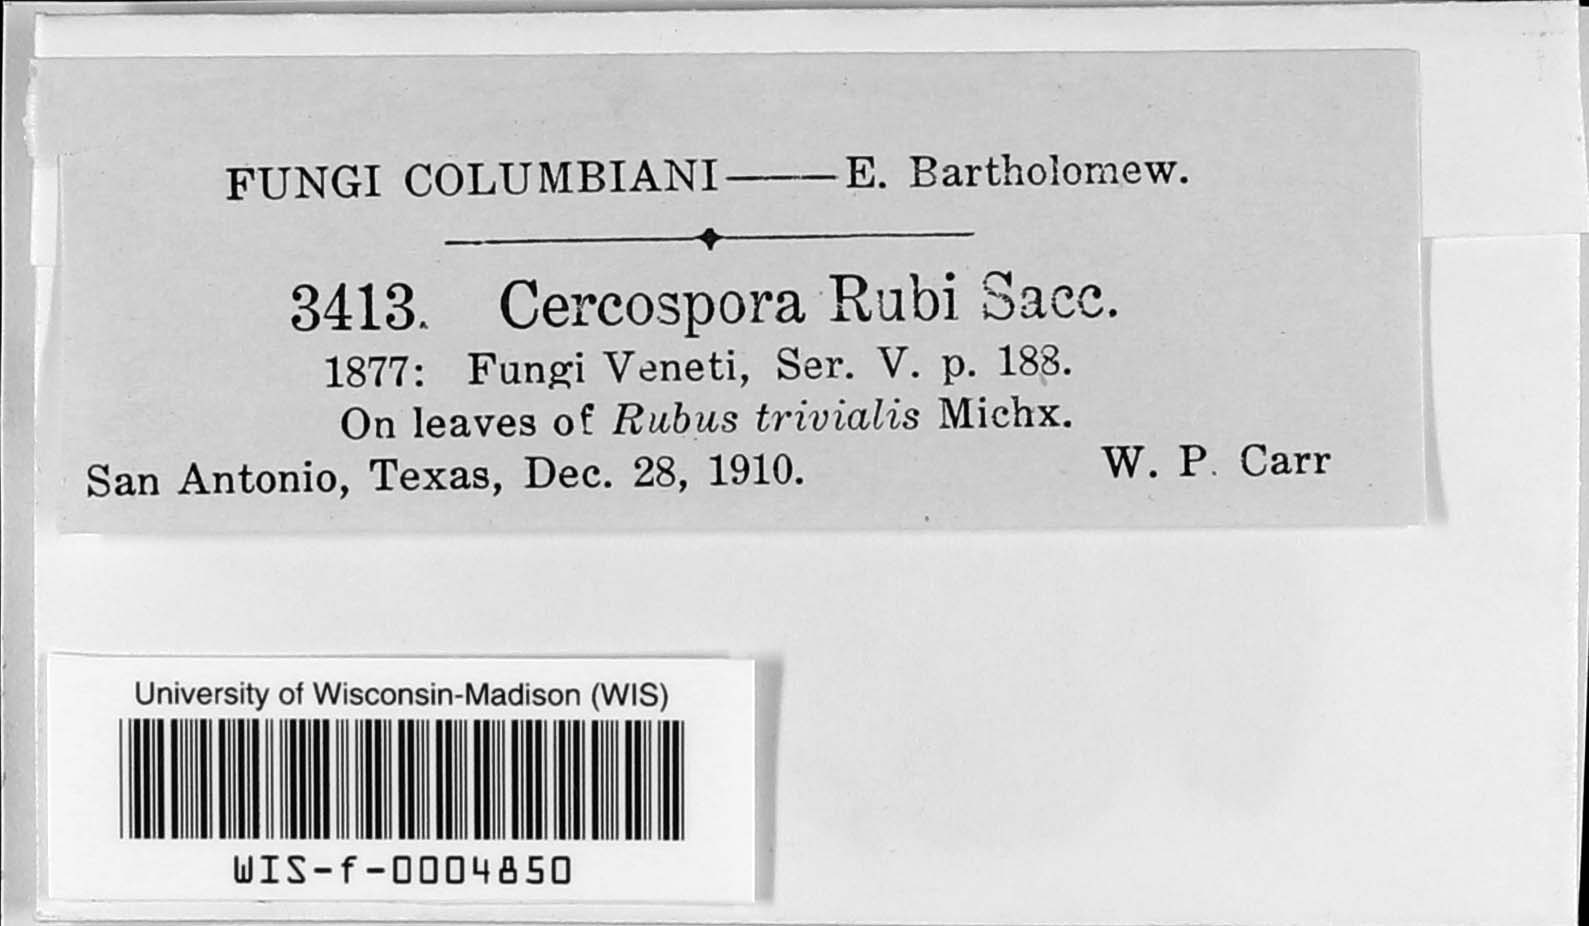 FUNGI COLUMBIANI——E. Bartholomew.
3413. Cercospora Rubi Sacc.
1877: Fungi Veneti, Ser. V. p. 188.
On leaves of Rubus trivialis Michx.
San Antonio, Texas, Dec. 28, 1910. W. P. Carr
University of Wisconsin-Madison (WIS)
WIS-f-0004850